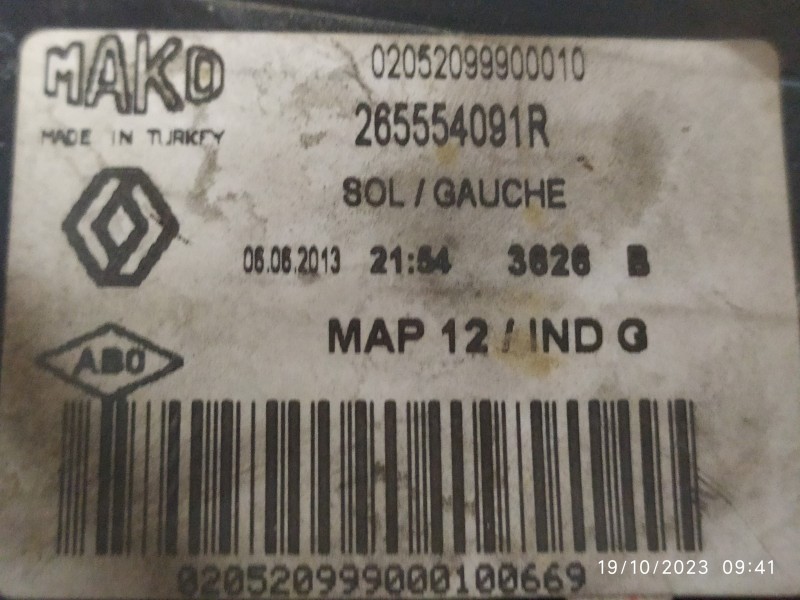 MAKO
02052099900010
MADE IN TURKEY
265554091R
SOL / GAUCHE
06.06.2013 21:54 3626 B
MAP 12 / IND G
ABO
020520999000100669
19/10/2023 09:41